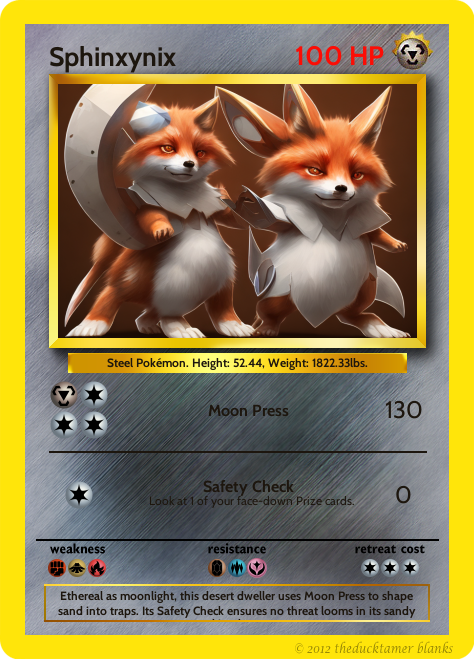 Sphinxynix
100 HP
Steel Pokémon. Height: 52.44, Weight: 1822.33lbs.
Moon Press
130
Safety Check
Look at 1 of your face-down Prize cards.
0
weakness
resistance
retreat cost
Ethereal as moonlight, this desert dweller uses Moon Press to shape
sand into traps. Its Safety Check ensures no threat looms in its sandy
© 2012 theducktamer blanks